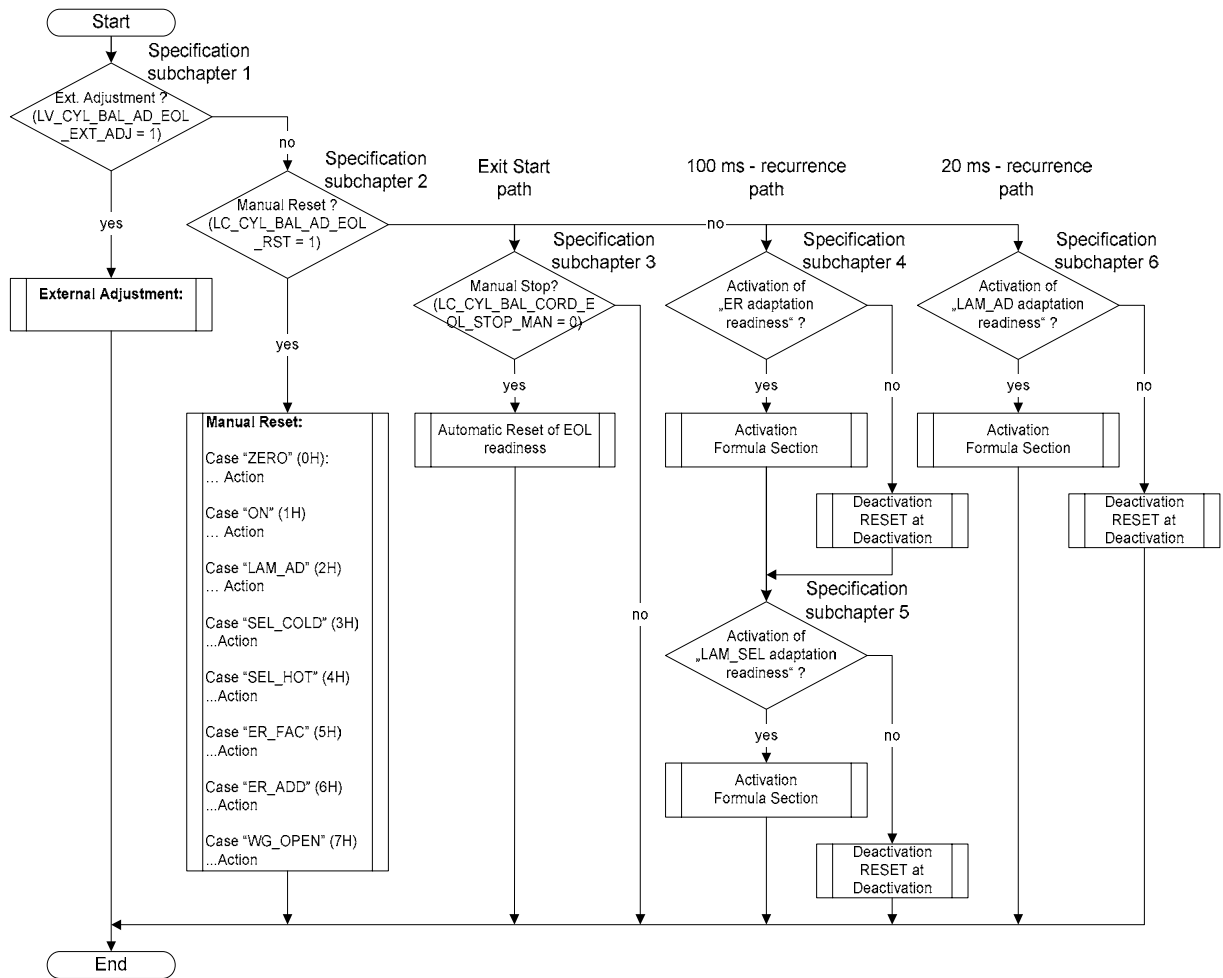 Start
Specification
subchapter 1
Ext. Adjustment ?
(LV_CYL_BAL_AD_EOL
_EXT_ADJ = 1)
no
yes
External Adjustment:
Specification
subchapter 2
Manual Reset ?
(LC_CYL_BAL_AD_EOL
_RST = 1)
no
yes
Manual Reset:
Case "ZERO" (0H):
... Action
Case "ON" (1H)
... Action
Case "LAM_AD" (2H)
... Action
Case "SEL_COLD" (3H)
...Action
Case "SEL_HOT" (4H)
...Action
Case "ER_FAC" (5H)
...Action
Case "ER_ADD" (6H)
...Action
Case "WG_OPEN" (7H)
...Action
Exit Start
path
Specification
subchapter 3
Manual Stop?
(LC_CYL_BAL_CORD_E
OL_STOP_MAN = 0)
yes
no
Automatic Reset of EOL
readiness
100 ms - recurrence
path
Specification
subchapter 4
Activation of
„ER adaptation
readiness“ ?
yes
no
Activation
Formula Section
Deactivation
RESET at
Deactivation
Specification
subchapter 5
Activation of
„LAM_SEL adaptation
readiness“ ?
yes
no
Activation
Formula Section
Deactivation
RESET at
Deactivation
20 ms - recurrence
path
Specification
subchapter 6
Activation of
„LAM_AD adaptation
readiness“ ?
yes
no
Activation
Formula Section
Deactivation
RESET at
Deactivation
End